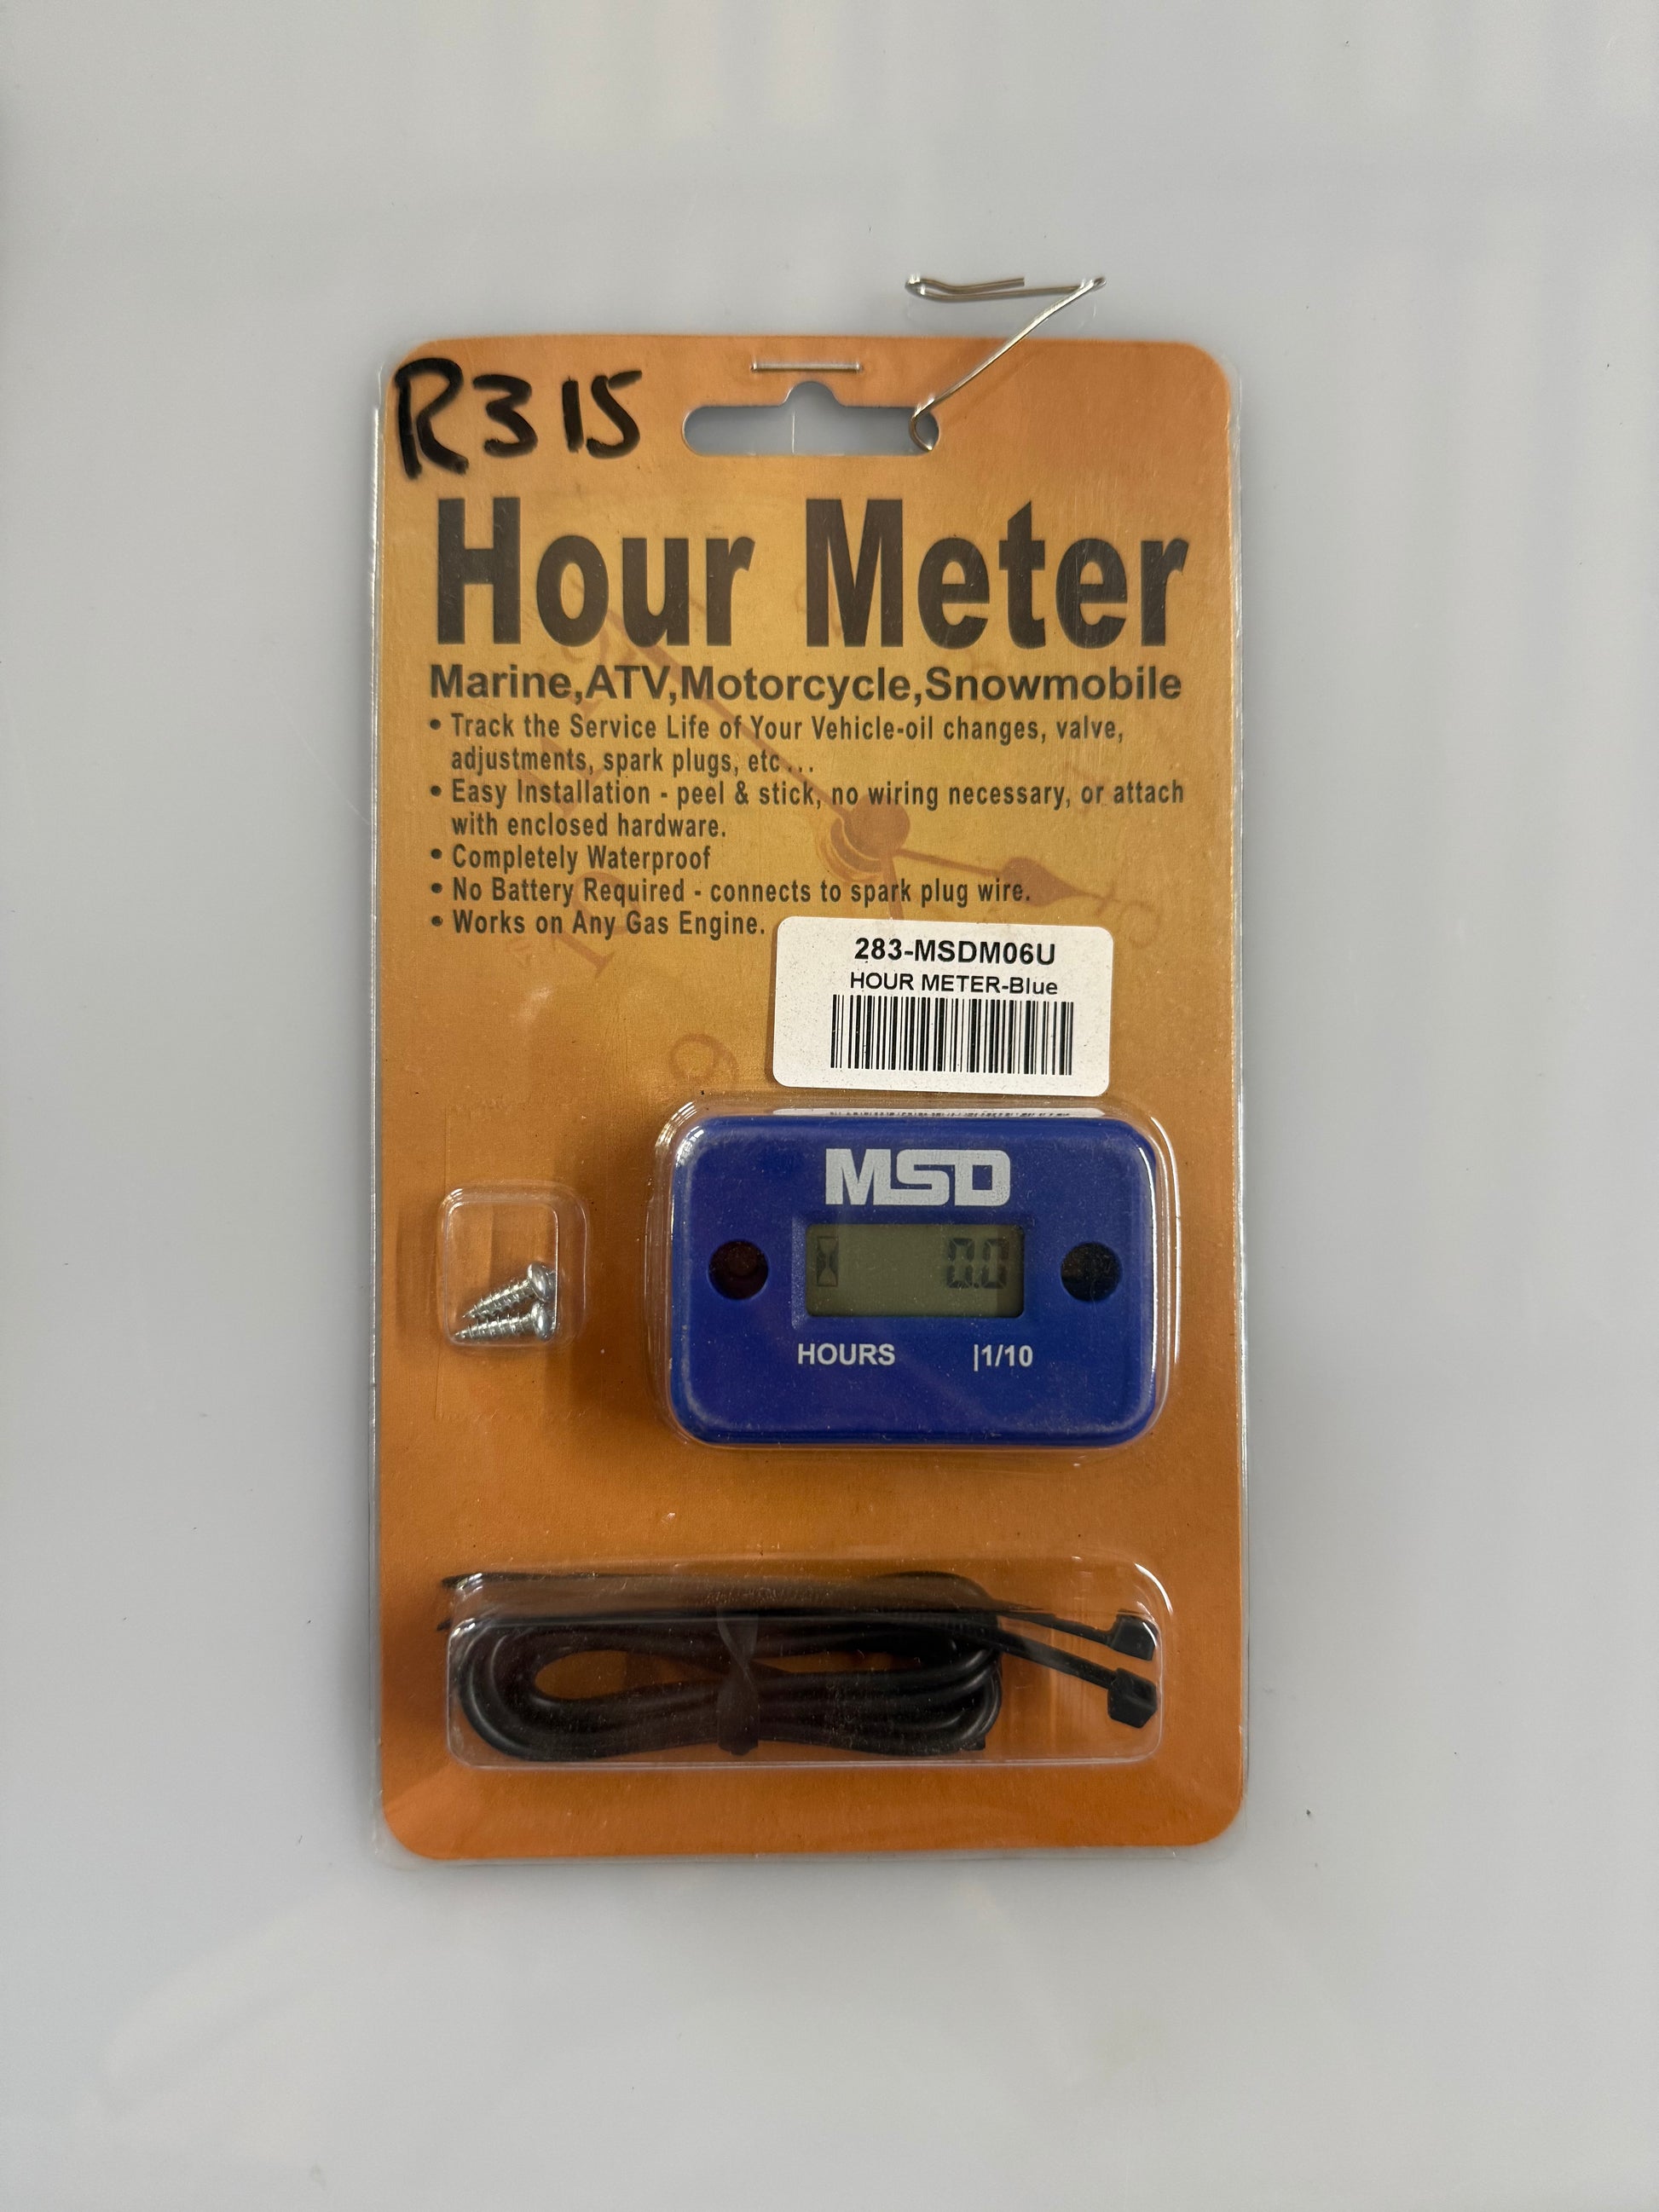 R315
Hour Meter
Marine,ATV,Motorcycle,Snowmobile
• Track the Service Life of Your Vehicle-oil changes, valve,
adjustments, spark plugs, etc...
• Easy Installation - peel & stick, no wiring necessary, or attach
with enclosed hardware.
• Completely Waterproof
• No Battery Required - connects to spark plug wire.
• Works on Any Gas Engine.
283-MSDM06U
HOUR METER-Blue
MSD
0.0
HOURS |1/10